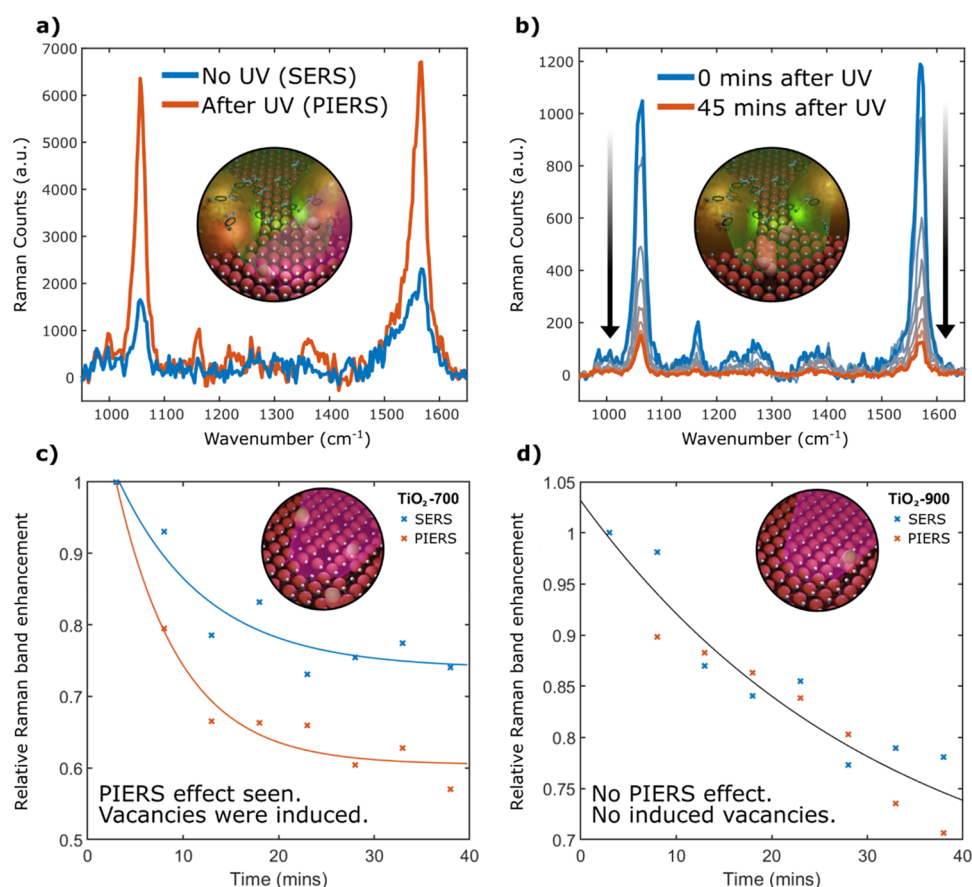 a)
7000
6000
5000
4000
3000
2000
1000
0
Raman Counts (a.u.)
No UV (SERS)
After UV (PIERS)
1000 1100 1200 1300 1400 1500 1600
Wavenumber (cm⁻¹)
b)
1200
1000
800
600
400
200
0
Raman Counts (a.u.)
0 mins after UV
45 mins after UV
1000 1100 1200 1300 1400 1500 1600
Wavenumber (cm⁻¹)
c)
1
0.9
0.8
0.7
0.6
0.5
Relative Raman band enhancement
TiO₂-700
SERS
PIERS
PIERS effect seen.
Vacancies were induced.
0 10 20 30 40
Time (mins)
d)
1.05
1
0.95
0.9
0.85
0.8
0.75
0.7
Relative Raman band enhancement
TiO₂-900
SERS
PIERS
No PIERS effect.
No induced vacancies.
0 10 20 30 40
Time (mins)